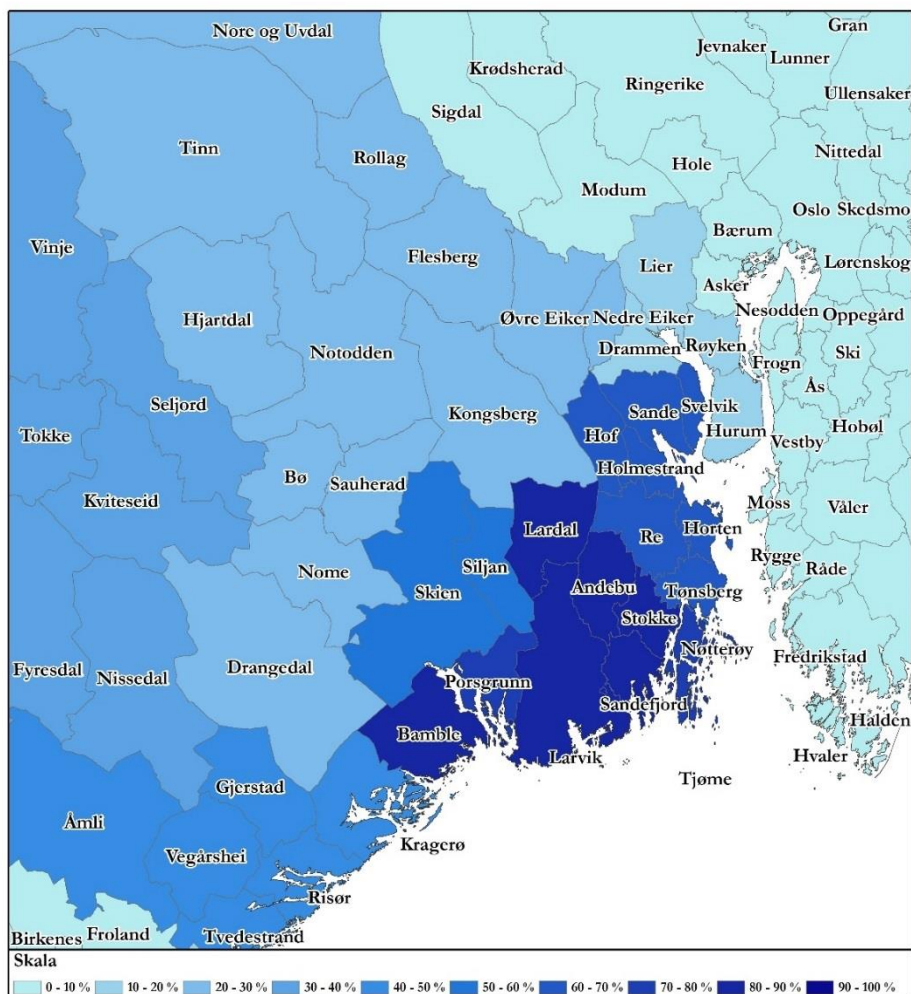 Nore og Uvdal
Gran
Jevnaker
Lunner
Krødsherad
Ringerike
Ullensaker
Sigdal
Tinn
Rollag
Hole
Nittedal
Modum
Oslo
Skedsmo
Bærum
Vinje
Flesberg
Lier
Lørenskog
Asker
Nesodden
Hjartdal
Øvre Eiker
Nedre Eiker
Oppegård
Notodden
Drammen
Røyken
Frogn
Ski
Seljord
Kongsberg
Sande
Svelvik
Ås
Tokke
Hof
Hurum
Hobøl
Vestby
Bø
Sauherad
Holmestrand
Kviteseid
Moss
Våler
Lardal
Re
Horten
Nome
Siljan
Rygge
Råde
Skien
Andebu
Tønsberg
Stokke
Fyresdal
Nissedal
Drangedal
Nøtterøy
Fredrikstad
Porsgrunn
Sandefjord
Bamble
Halden
Larvik
Hvaler
Tjøme
Gjerstad
Åmli
Kragerø
Vegårshei
Risør
Birkenes
Froland
Tvedestrand
Skala
0 - 10 % 10 - 20 % 20 - 30 % 30 - 40 % 40 - 50 % 50 - 60 % 60 - 70 % 70 - 80 % 80 - 90 % 90 - 100 %